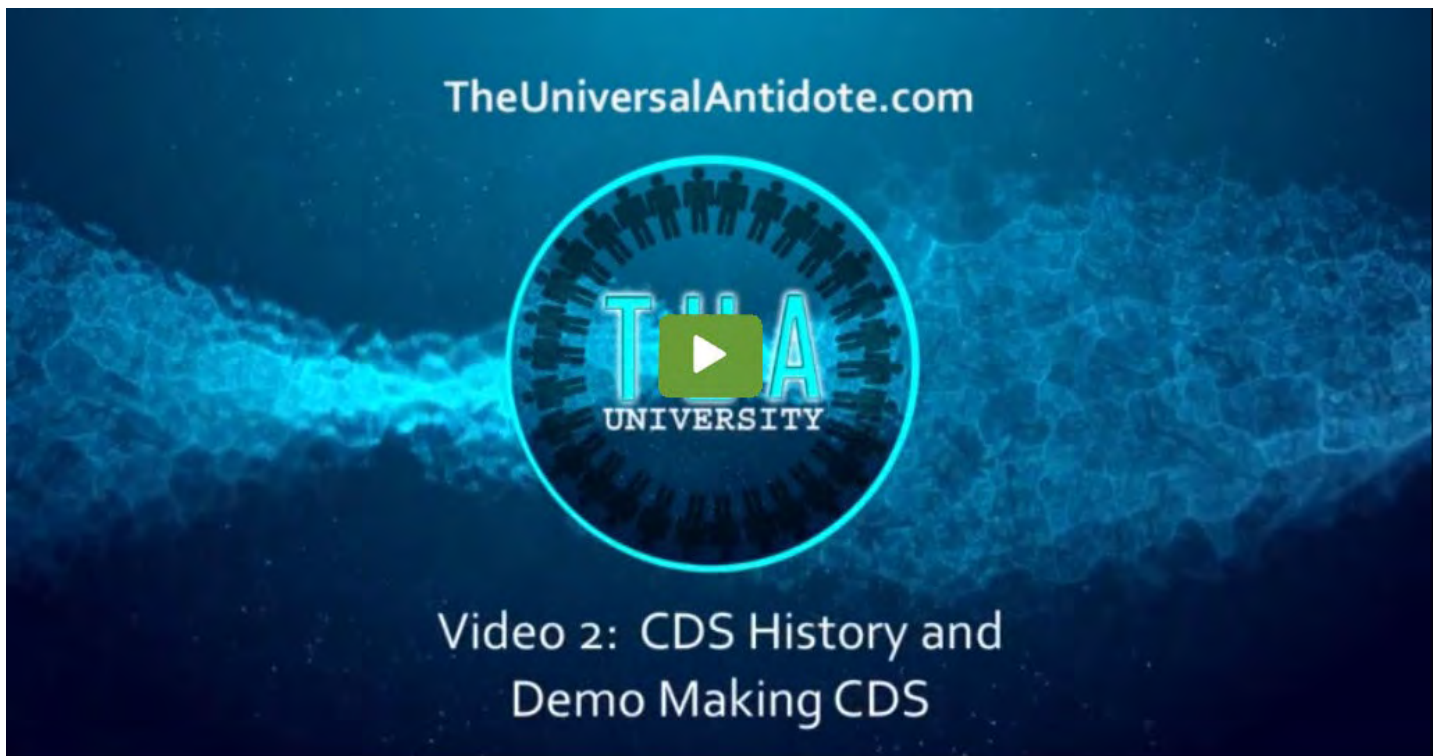 TheUniversalAntidote.com
UNIVERSITY
Video 2: CDS History and
Demo Making CDS